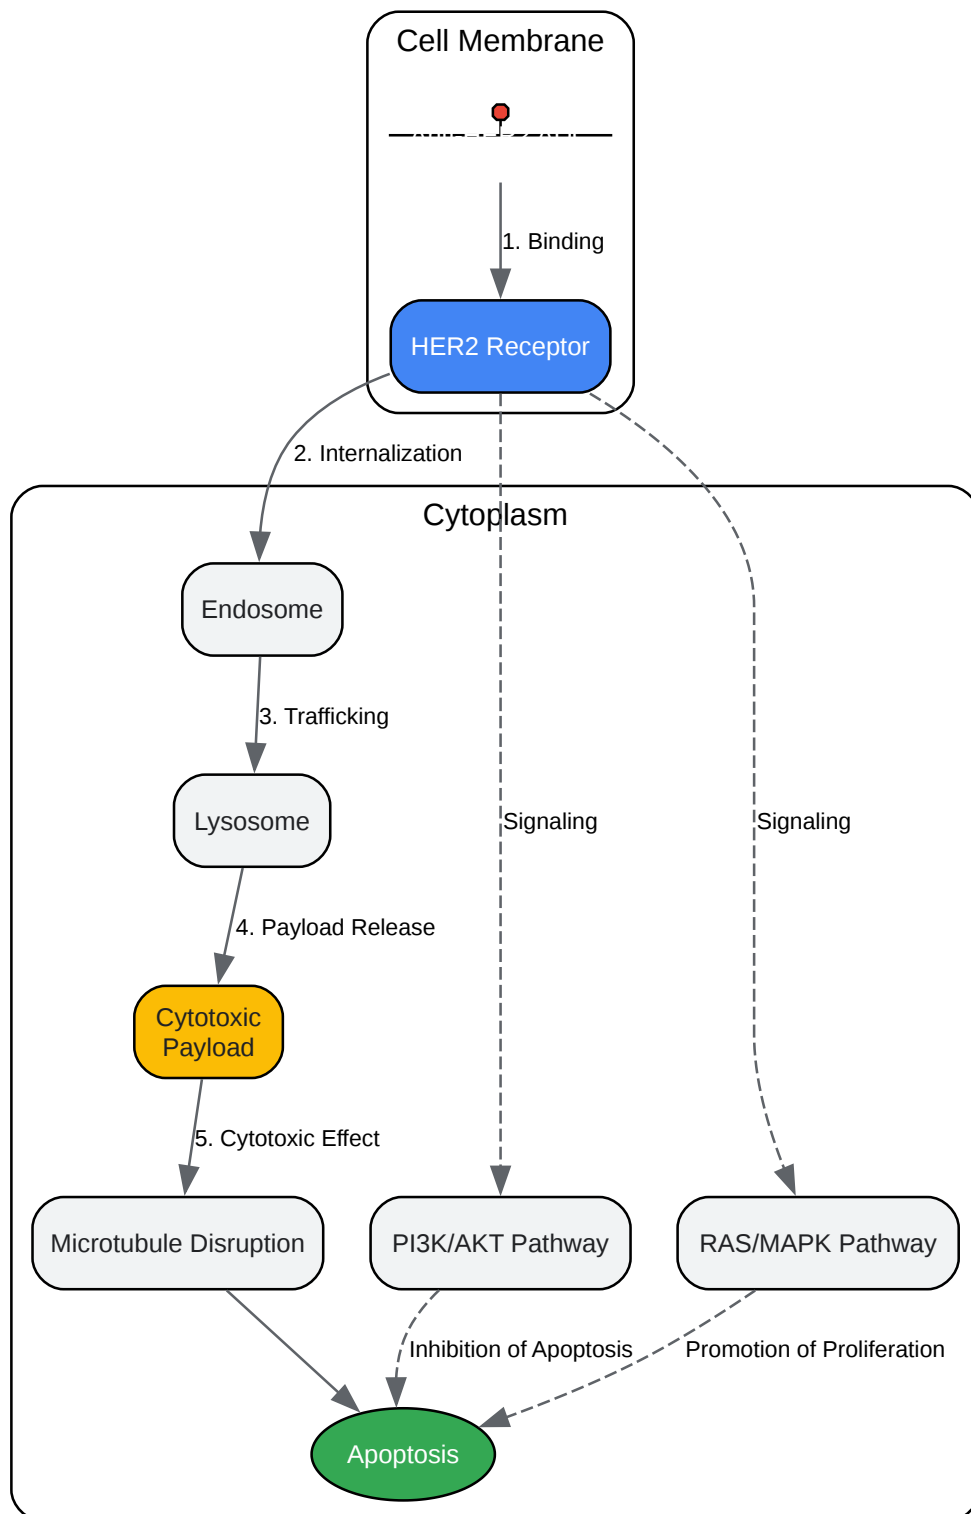 Cell Membrane
1. Binding
HER2 Receptor
2. Internalization
Cytoplasm
Endosome
3. Trafficking
Lysosome
Signaling
Signaling
4. Payload Release
Cytotoxic
Payload
5. Cytotoxic Effect
Microtubule Disruption
PI3K/AKT Pathway
RAS/MAPK Pathway
Inhibition of Apoptosis
Promotion of Proliferation
Apoptosis